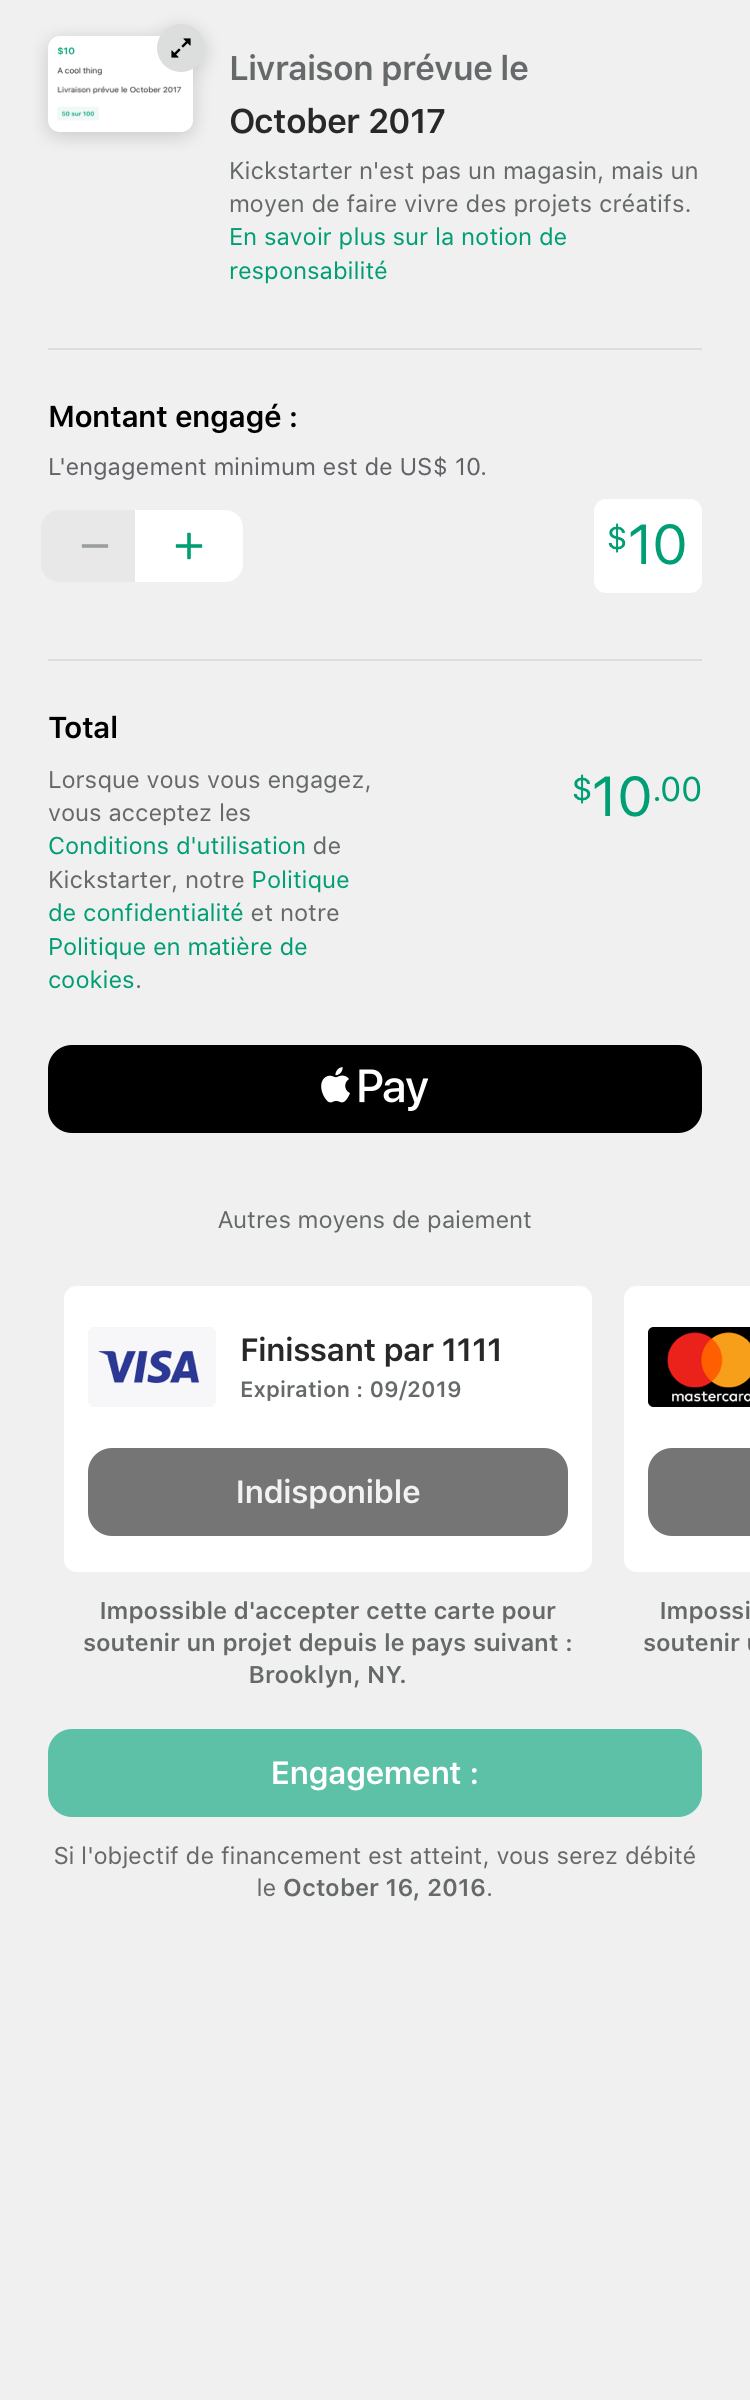 $10
A cool thing
Livraison prévue le October 2017
50 sur 100
Livraison prévue le
October 2017
Kickstarter n'est pas un magasin, mais un
moyen de faire vivre des projets créatifs.
En savoir plus sur la notion de
responsabilité
Montant engagé :
L'engagement minimum est de US$ 10.
$10
Total
Lorsque vous vous engagez,
vous acceptez les
Conditions d'utilisation de
Kickstarter, notre Politique
de confidentialité et notre
Politique en matière de
cookies.
$10.00
Pay
Autres moyens de paiement
VISA
Finissant par 1111
Expiration : 09/2019
Indisponible
Impossible d'accepter cette carte pour
soutenir un projet depuis le pays suivant :
Brooklyn, NY.
mastercard
Impossi
soutenir
Engagement :
Si l'objectif de financement est atteint, vous serez débité
le October 16, 2016.